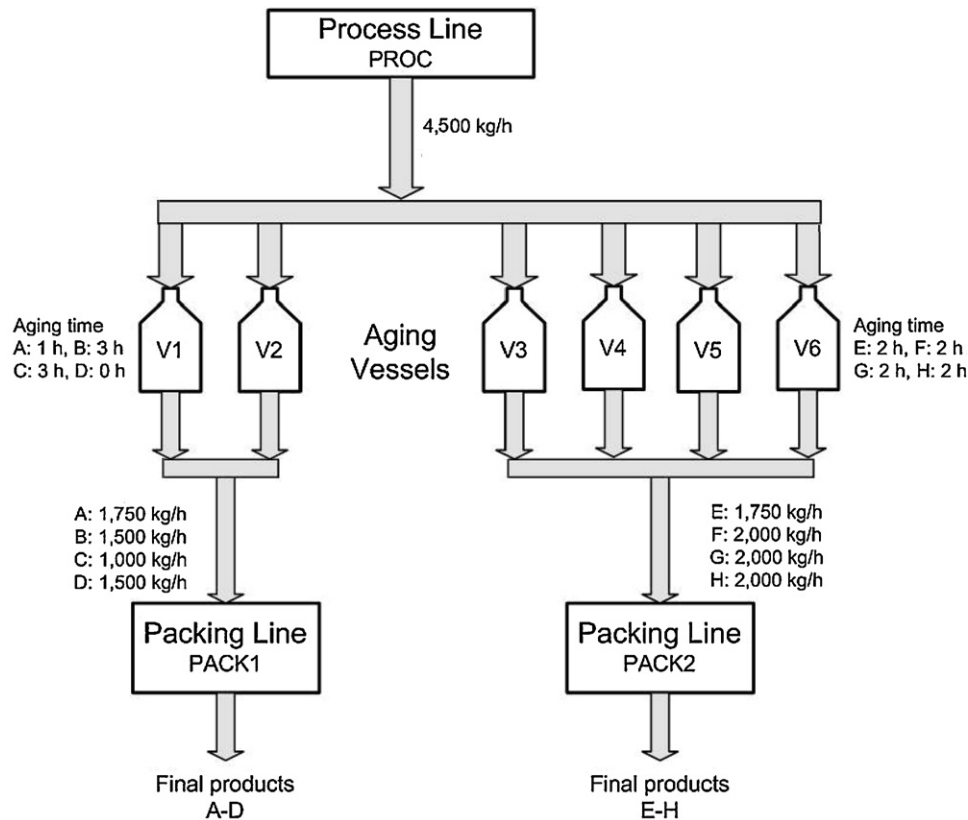 Process Line
PROC
4,500 kg/h
Aging time
A: 1 h, B: 3 h
C: 3 h, D: 0 h
V1
V2
Aging
Vessels
V3
V4
V5
V6
Aging time
E: 2 h, F: 2 h
G: 2 h, H: 2 h
A: 1,750 kg/h
B: 1,500 kg/h
C: 1,000 kg/h
D: 1,500 kg/h
E: 1,750 kg/h
F: 2,000 kg/h
G: 2,000 kg/h
H: 2,000 kg/h
Packing Line
PACK1
Packing Line
PACK2
Final products
A-D
Final products
E-H